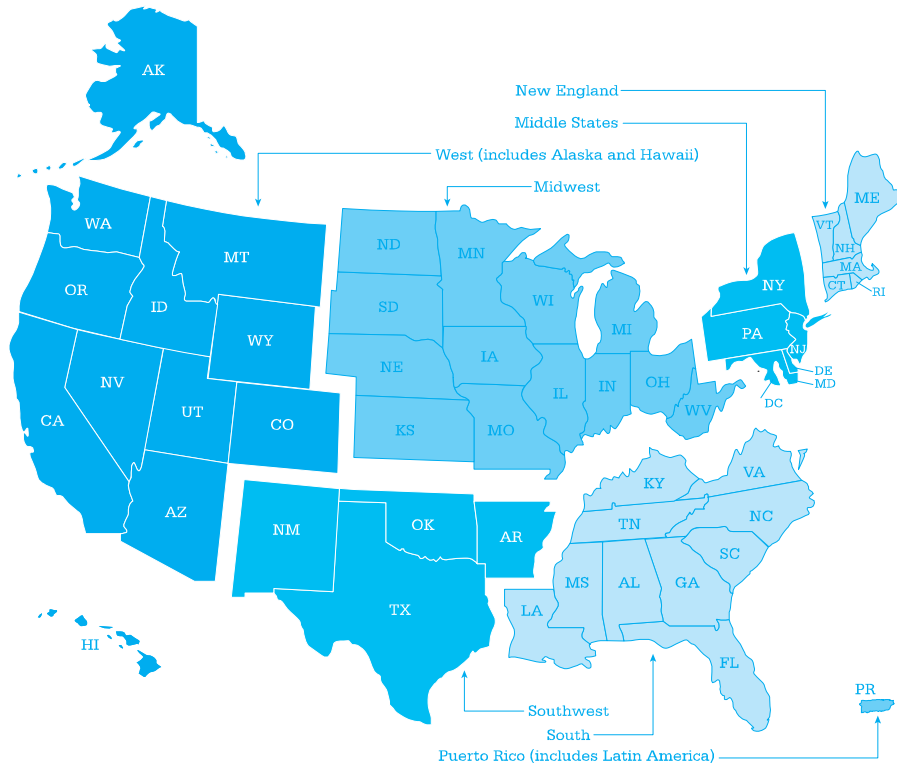 AK
New England
Middle States
West (includes Alaska and Hawaii)
Midwest
ME
WA
VT
ND
NH
MN
MT
MA
OR
NY
CT
RI
ID
WI
SD
MI
PA
WY
NJ
IA
NE
DE
NV
OH
MD
IL
IN
UT
DC
WV
CA
CO
KS
MO
VA
KY
AZ
NC
OK
TN
NM
AR
SC
MS
AL
GA
TX
LA
HI
FL
PR
Southwest
South
Puerto Rico (includes Latin America)